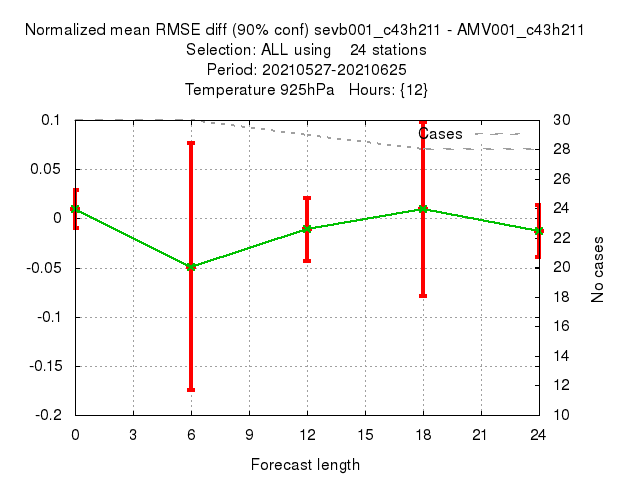 Normalized mean RMSE diff (90% conf) sevb001_c43h211 - AMV001_c43h211
Selection: ALL using    24 stations
Period: 20210527-20210625
Temperature 925hPa   Hours: {12}
Cases
0.1
0.05
0
-0.05
-0.1
-0.15
-0.2
30
28
26
24
22
20
18
16
14
12
10
No cases
0 3 6 9 12 15 18 21 24
Forecast length